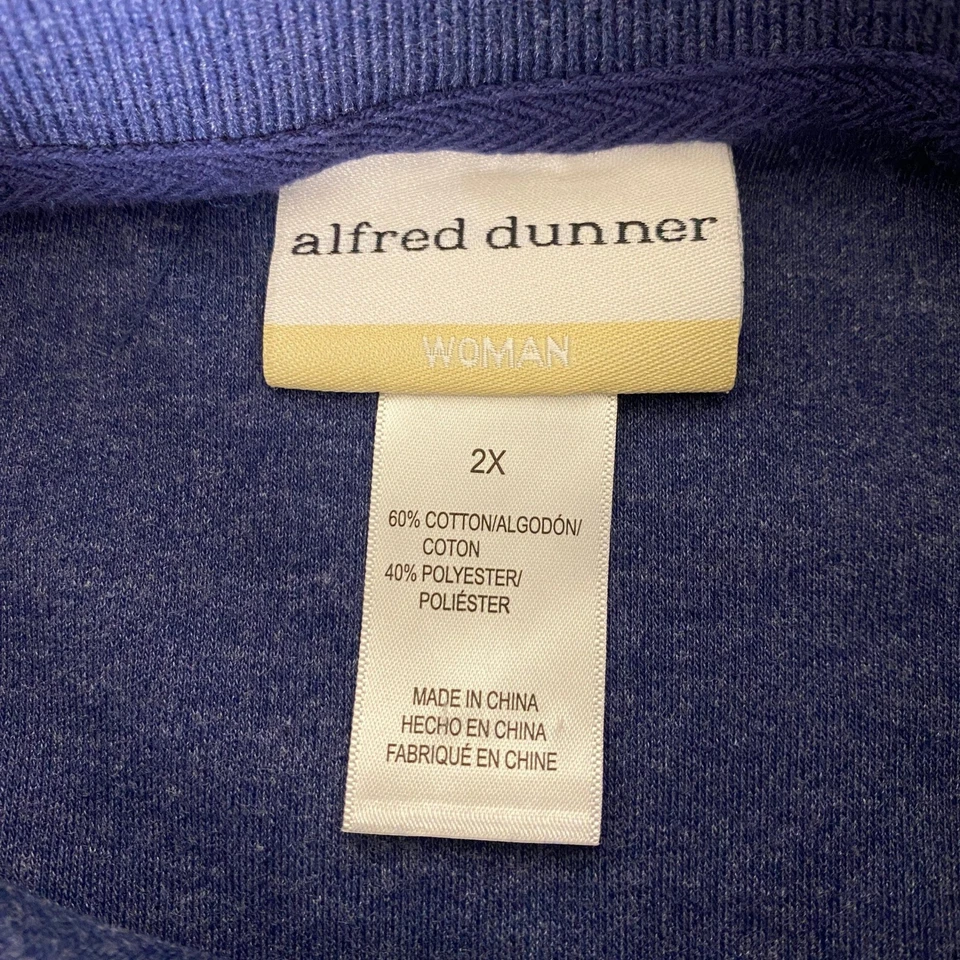 alfred dunner
WOMAN
2X
60% COTTON/ALGODÓN/
COTON
40% POLYESTER/
POLIÉSTER
MADE IN CHINA
HECHO EN CHINA
FABRIQUÉ EN CHINE